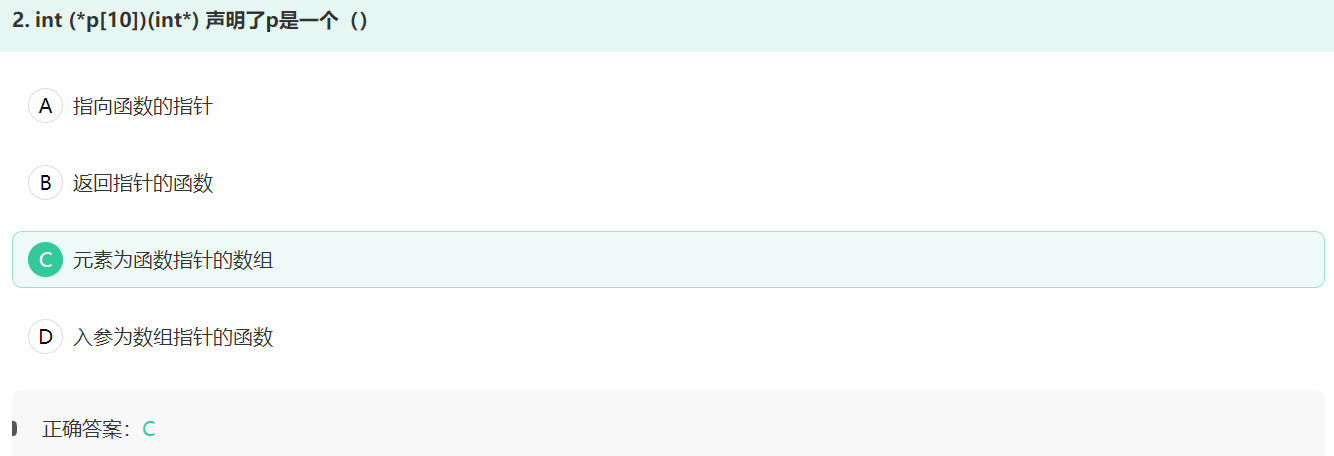 2. int (*p[10])(int*) 声明了p是一个（）
A 指向函数的指针
B 返回指针的函数
C 元素为函数指针的数组
D 入参为数组指针的函数
正确答案：C